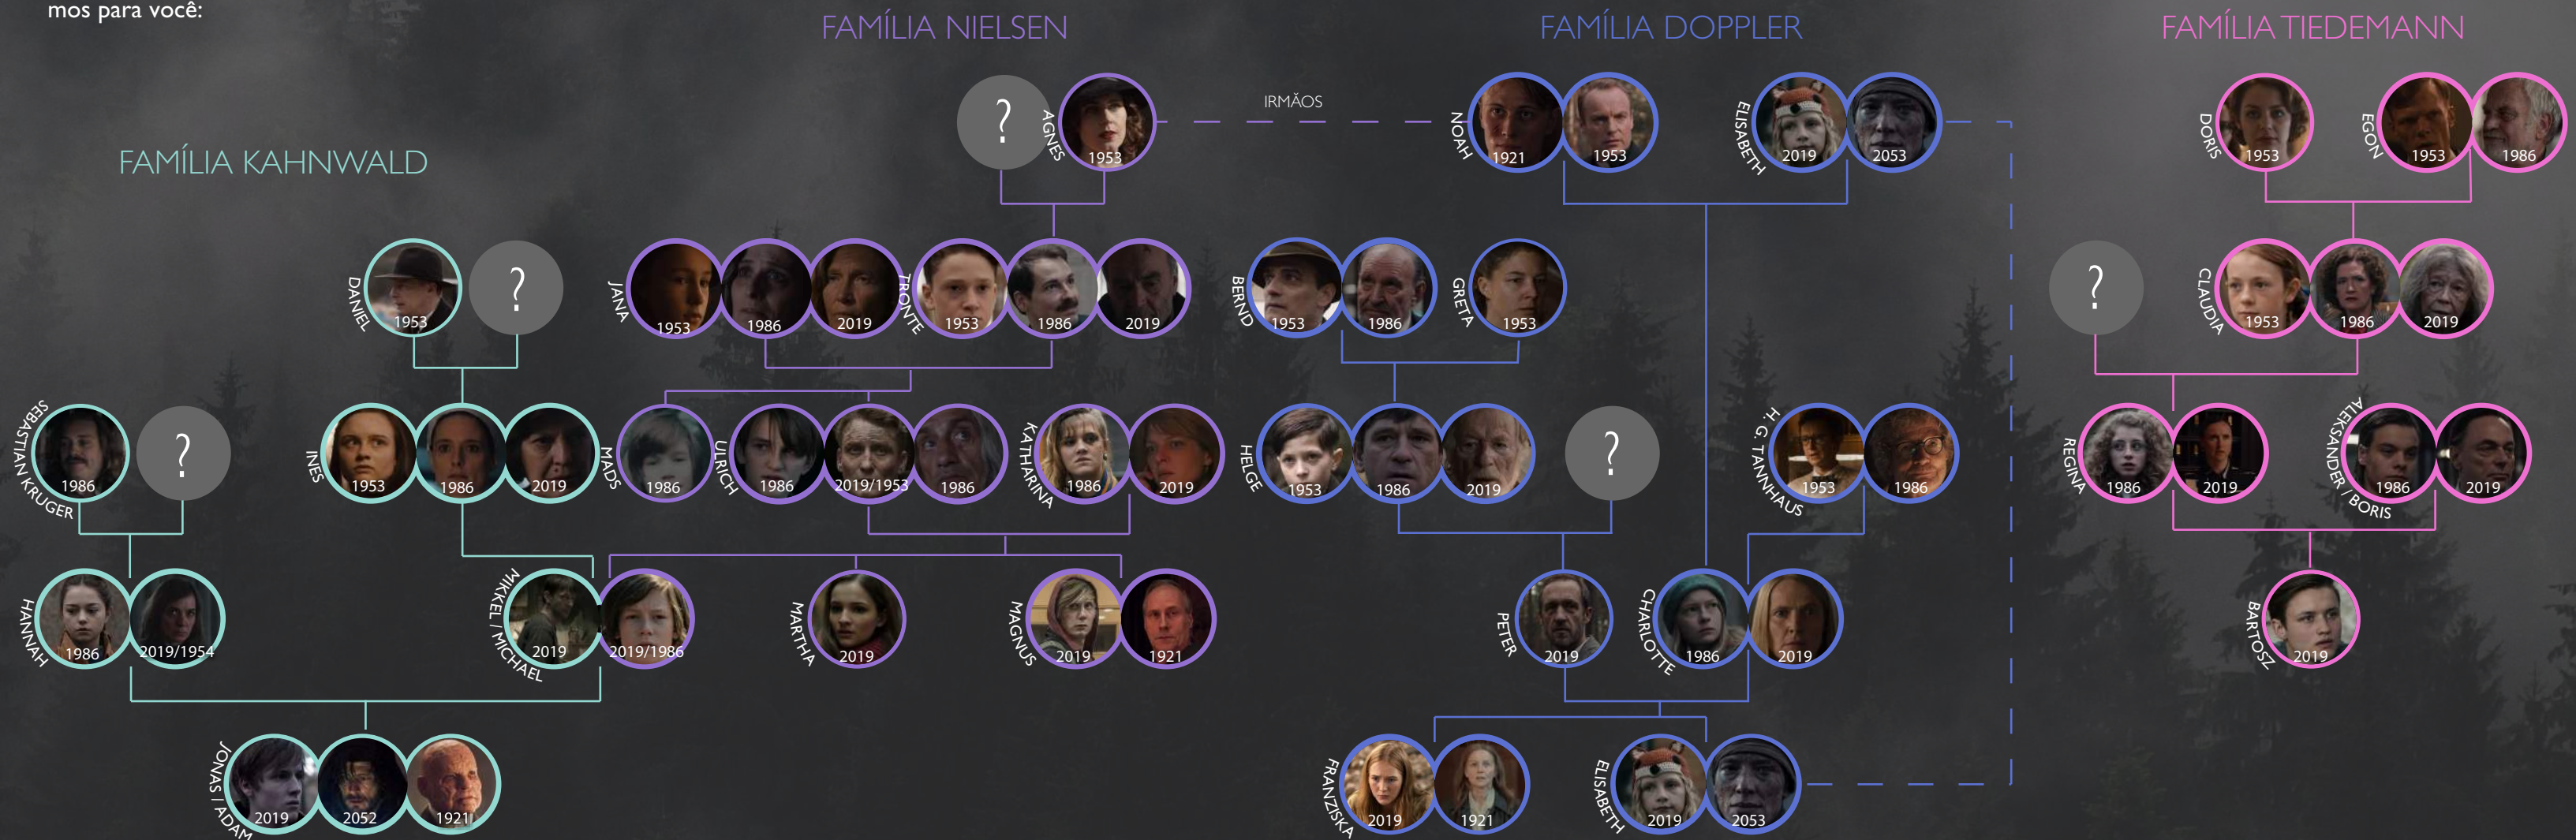 mos para você:
FAMÍLIA NIELSEN
FAMÍLIA DOPPLER
FAMÍLIA TIEDEMANN
FAMÍLIA KAHNWALD
?
AGNES
1953
IRMÃOS
NOAH
1921
1953
ELISABETH
2019
2053
DORIS
1953
EGON
1953
1986
DANIEL
1953
?
JANA
1953
1986
2019
TRONTE
1953
1986
2019
BERND
1953
1986
GRETA
1953
?
CLAUDIA
1953
1986
2019
SEBASTIAN KRUGER
1986
?
INES
1953
1986
2019
MADS
1986
ULRICH
1986
2019/1953
1986
KATHARINA
1986
2019
HELGE
1953
1986
2019
?
H. G. TANNHAUS
1953
1986
REGINA
1986
2019
ALEKSANDER / BORIS
1986
2019
HANNAH
1986
2019/1954
MIKKEL / MICHAEL
2019
2019/1986
MARTHA
2019
MAGNUS
2019
1921
PETER
2019
CHARLOTTE
1986
2019
BARTOSZ
2019
JONAS / ADAM
2019
2052
1921
FRANZISKA
2019
1921
ELISABETH
2019
2053